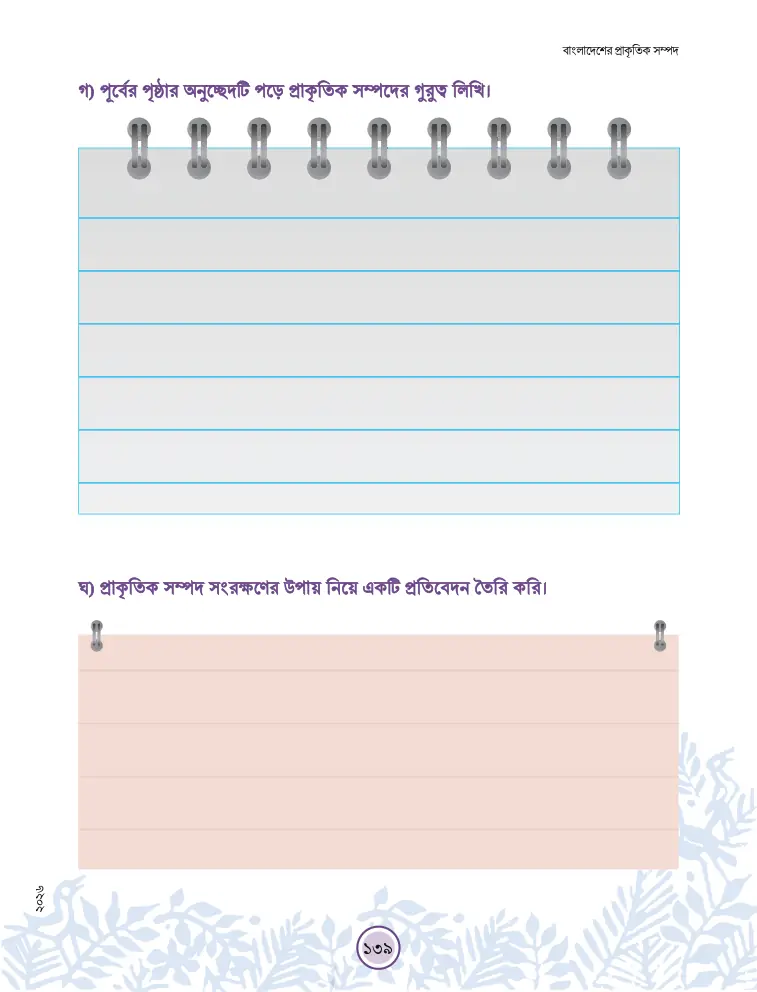 বাংলাদেশের প্রাকৃতিক সম্পদ
গ) পূর্বের পৃষ্ঠার অনুচ্ছেদটি পড়ে প্রাকৃতিক সম্পদের গুরুত্ব লিখি।
ঘ) প্রাকৃতিক সম্পদ সংরক্ষণের উপায় নিয়ে একটি প্রতিবেদন তৈরি করি।
২০২৬
১৩৯